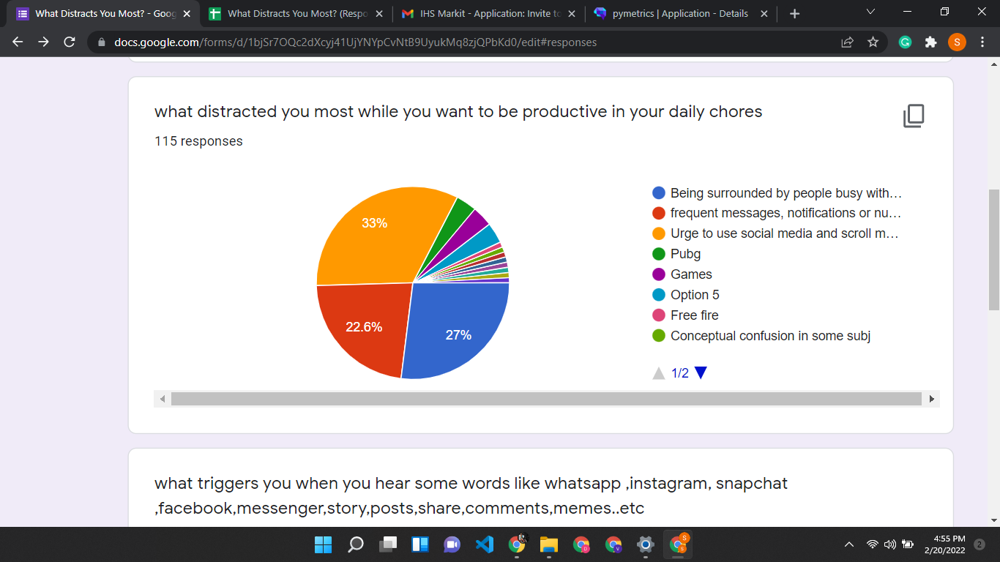 What Distracts You Most? - Goog
What Distracts You Most? (Respo
IHS Markit - Application: Invite to
pymetrics | Application - Details
docs.google.com/forms/d/1bjSr7OQc2dXcyj41UjYNYpCvNtB9UyukMq8zjQPbKd0/edit#responses
S
what distracted you most while you want to be productive in your daily chores
115 responses
33%
22.6%
27%
Being surrounded by people busy with…
frequent messages, notifications or nu…
Urge to use social media and scroll m…
Pubg
Games
Option 5
Free fire
Conceptual confusion in some subj
1/2
what triggers you when you hear some words like whatsapp ,instagram, snapchat
,facebook,messenger,story,posts,share,comments,memes..etc
4:55 PM
2/20/2022
2